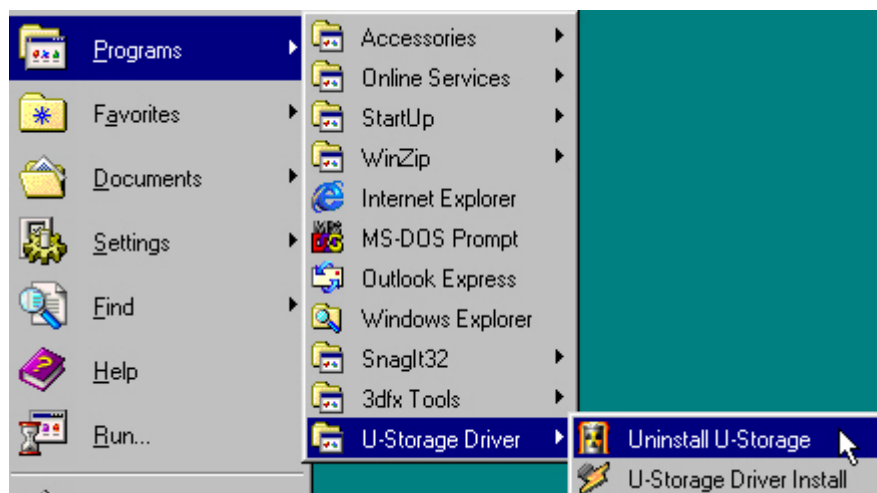 Programs
Favorites
Documents
Settings
Find
Help
Run...
Accessories
Online Services
StartUp
WinZip
Internet Explorer
MS-DOS Prompt
Outlook Express
Windows Explorer
SnagIt32
3dfx Tools
U-Storage Driver
Uninstall U-Storage
U-Storage Driver Install